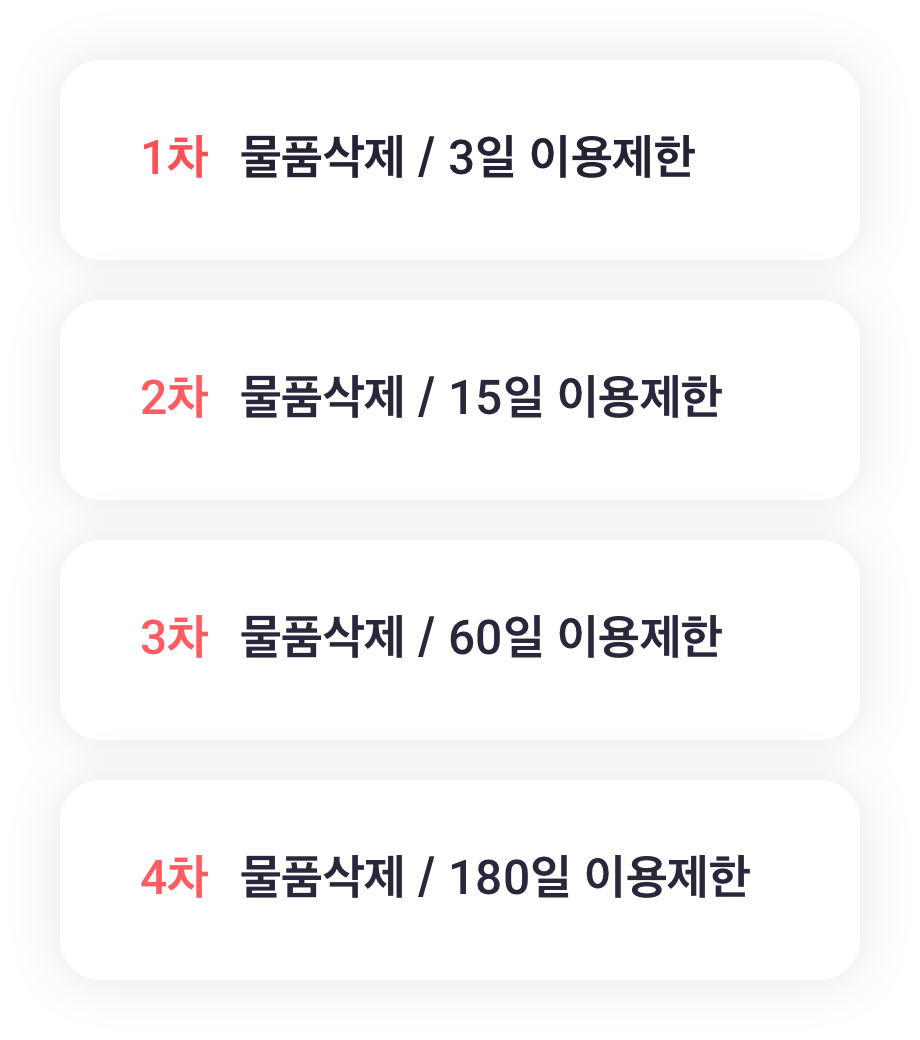 1차 물품삭제 / 3일 이용제한
2차 물품삭제 / 15일 이용제한
3차 물품삭제 / 60일 이용제한
4차 물품삭제 / 180일 이용제한